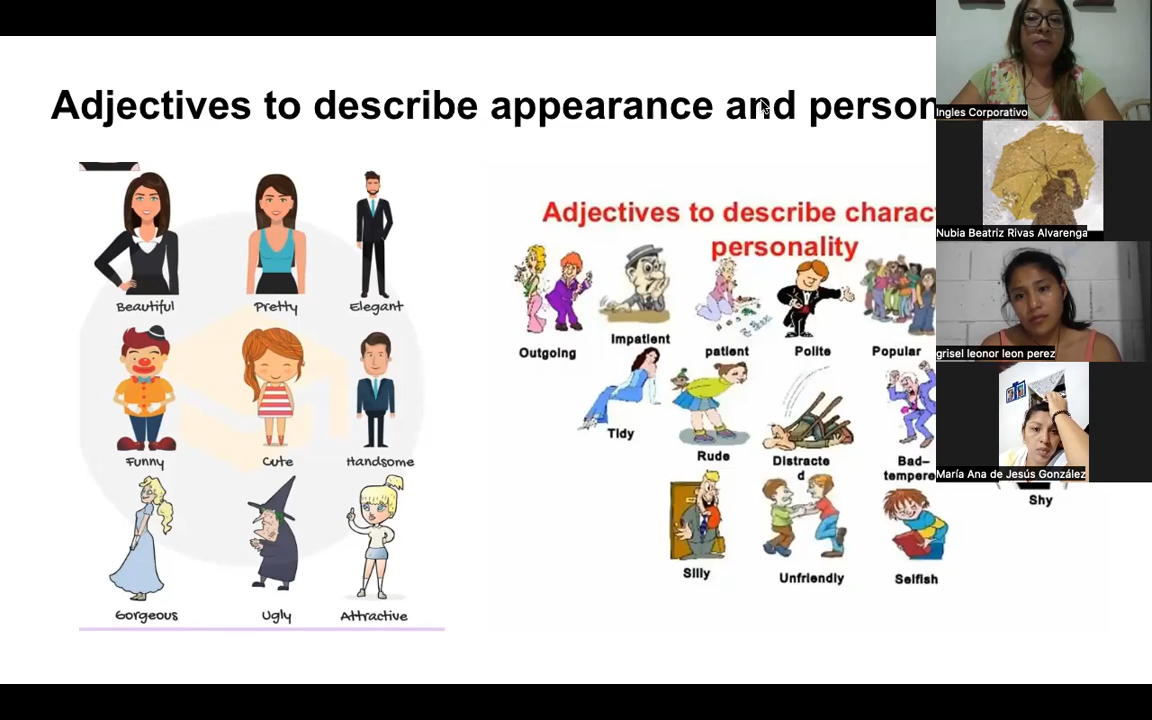 Adjectives to describe appearance and person
Beautiful
Pretty
Elegant
Funny
Cute
Handsome
Gorgeous
Ugly
Attractive
Adjectives to describe charac
personality
Outgoing
Impatient
patient
Polite
Popular
Tidy
Rude
Distracte
d
Bad-
tempere
Shy
Silly
Unfriendly
Selfish
Ingles Corporativo
Nubia Beatriz Rivas Alvarenga
grisel leonor leon perez
María Ana de Jesús González